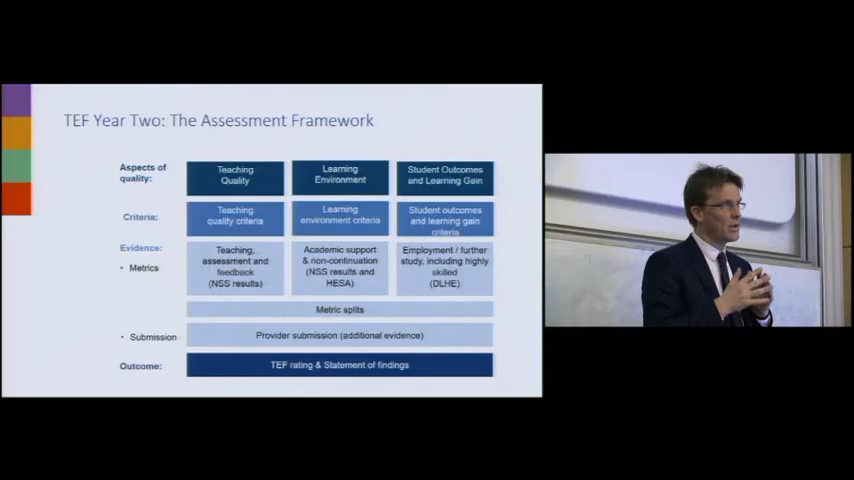 TEF Year Two: The Assessment Framework
Aspects of
quality:
Teaching
Quality
Learning
Environment
Student Outcomes
and Learning Gain
Criteria:
Teaching
quality criteria
Learning
environment criteria
Student outcomes
and learning gain
criteria
Evidence:
• Metrics
Teaching,
assessment and
feedback
(NSS results)
Academic support
& non-continuation
(NSS results and
HESA)
Employment / further
study, including highly
skilled
(DLHE)
Metric splits
• Submission
Provider submission (additional evidence)
Outcome:
TEF rating & Statement of findings